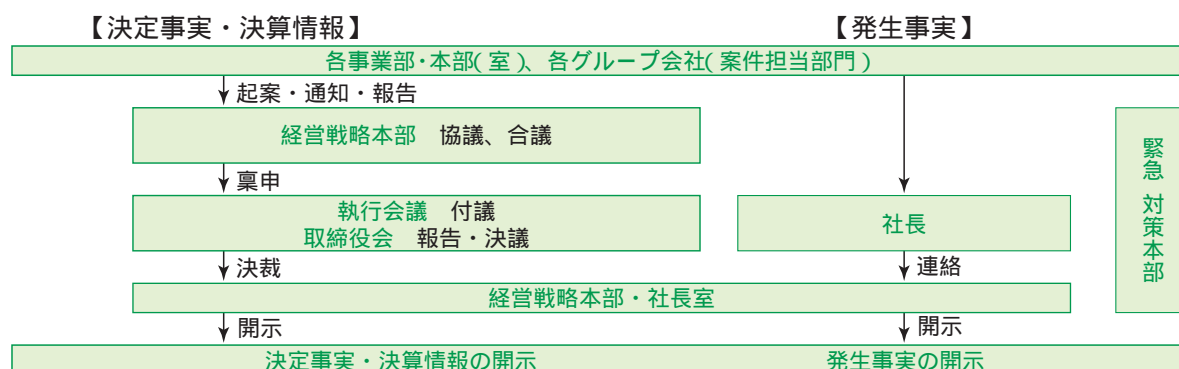 【決定事実・決算情報】
【発生事実】
各事業部・本部(室)、各グループ会社(案件担当部門)
起案・通知・報告
経営戦略本部 協議、合議
稟申
執行会議 付議
取締役会 報告・決議
社長
緊急 対策本部
決裁
連絡
経営戦略本部・社長室
開示
開示
決定事実・決算情報の開示
発生事実の開示